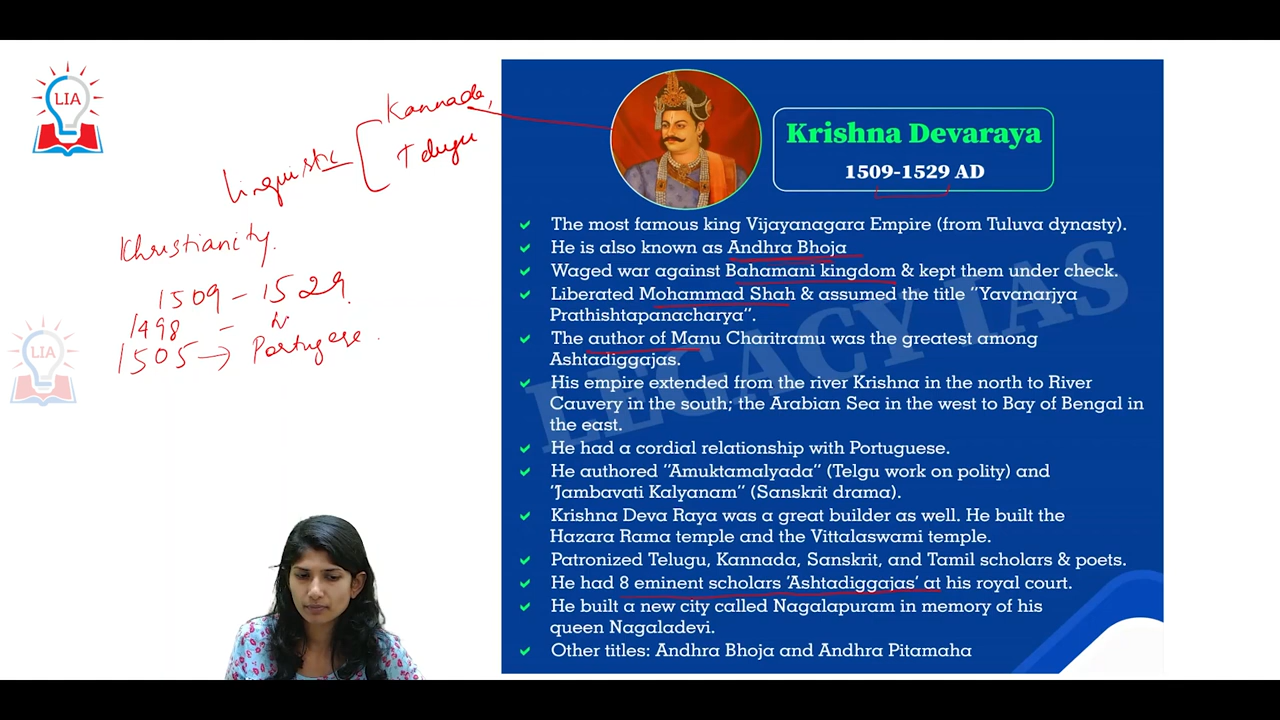 LIA
Kannada,
Telugu
Linguistic
Khristianity.
1509 - 1529
1498 -
1505 → Portugese
LIA
Krishna Devaraya
1509-1529 AD
The most famous king Vijayanagara Empire (from Tuluva dynasty).
He is also known as Andhra Bhoja
Waged war against Bahamani kingdom & kept them under check.
Liberated Mohammad Shah & assumed the title “Yavanarjya
Prathishtapanacharya”.
The author of Manu Charitramu was the greatest among
Ashtadiggajas.
His empire extended from the river Krishna in the north to River
Cauvery in the south; the Arabian Sea in the west to Bay of Bengal in
the east.
He had a cordial relationship with Portuguese.
He authored “Amuktamalyada” (Telgu work on polity) and
“Jambavati Kalyanam” (Sanskrit drama).
Krishna Deva Raya was a great builder as well. He built the
Hazara Rama temple and the Vittalaswami temple.
Patronized Telugu, Kannada, Sanskrit, and Tamil scholars & poets.
He had 8 eminent scholars ‘Ashtadiggajas’ at his royal court.
He built a new city called Nagalapuram in memory of his
queen Nagaladevi.
Other titles: Andhra Bhoja and Andhra Pitamaha
LEGACY IAS